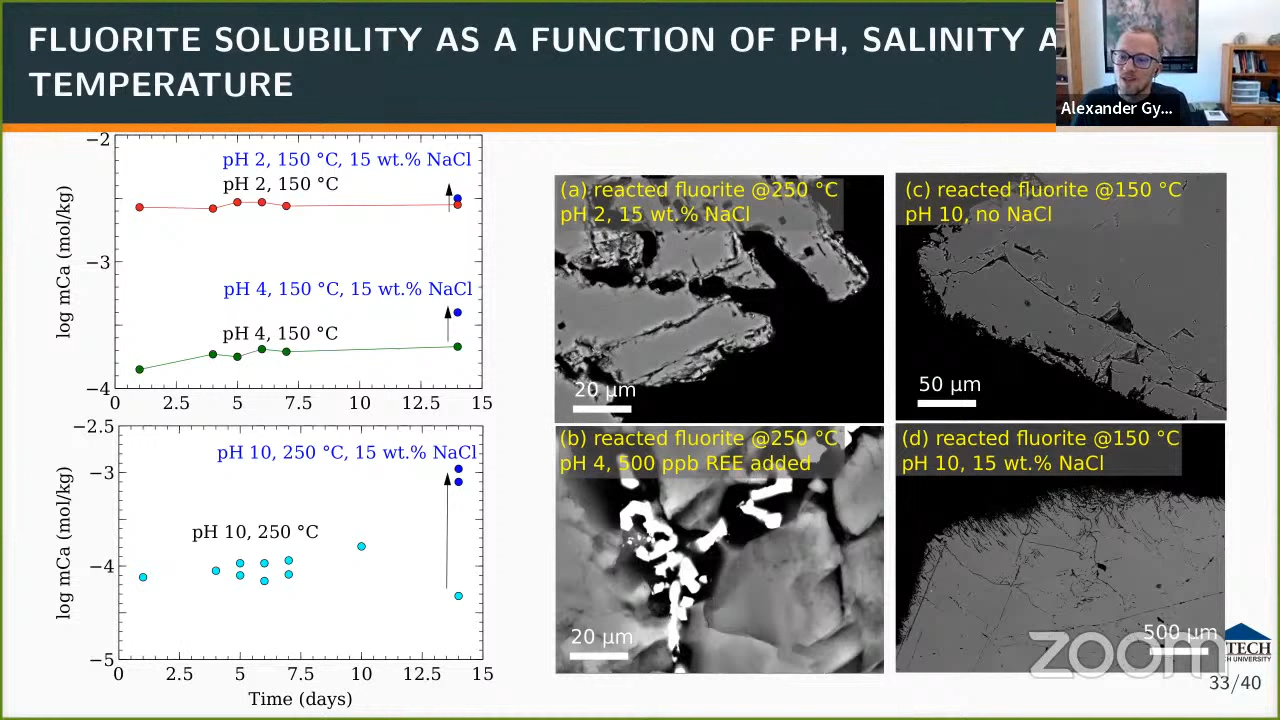 FLUORITE SOLUBILITY AS A FUNCTION OF PH, SALINITY A
TEMPERATURE
Alexander Gy...
−2
−3
−4
log mCa (mol/kg)
pH 2, 150 °C, 15 wt.% NaCl
pH 2, 150 °C
pH 4, 150 °C, 15 wt.% NaCl
pH 4, 150 °C
0 2.5 5 7.5 10 12.5 15
−2.5
−3
−4
−5
log mCa (mol/kg)
pH 10, 250 °C, 15 wt.% NaCl
pH 10, 250 °C
0 2.5 5 7.5 10 12.5 15
Time (days)
(a) reacted fluorite @250 °C
pH 2, 15 wt.% NaCl
20 μm
(c) reacted fluorite @150 °C
pH 10, no NaCl
50 μm
(b) reacted fluorite @250 °C
pH 4, 500 ppb REE added
20 μm
(d) reacted fluorite @150 °C
pH 10, 15 wt.% NaCl
500 μm
zoom
TECH
UNIVERSITY
33/40